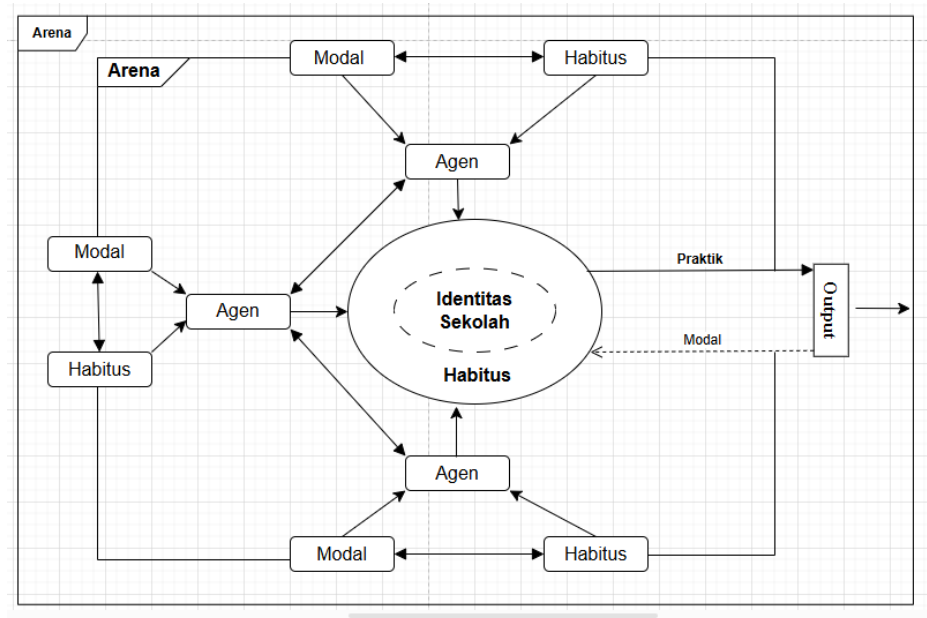 Arena
Arena
Modal
Habitus
Agen
Modal
Agen
Habitus
Identitas
Sekolah
Habitus
Praktik
Modal
Output
Agen
Modal
Habitus